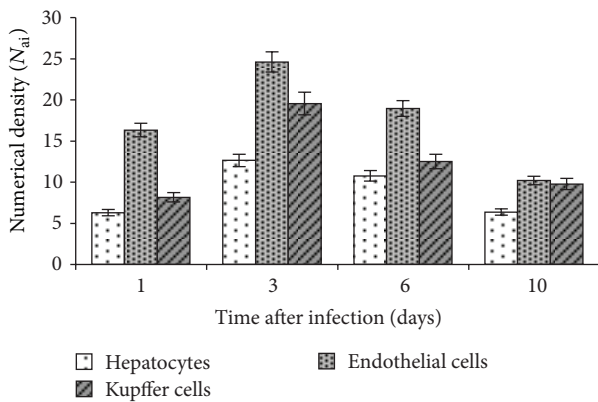 Numerical density (Nai)
30
25
20
15
10
5
0
1 3 6 10
Time after infection (days)
Hepatocytes Endothelial cells
Kupffer cells